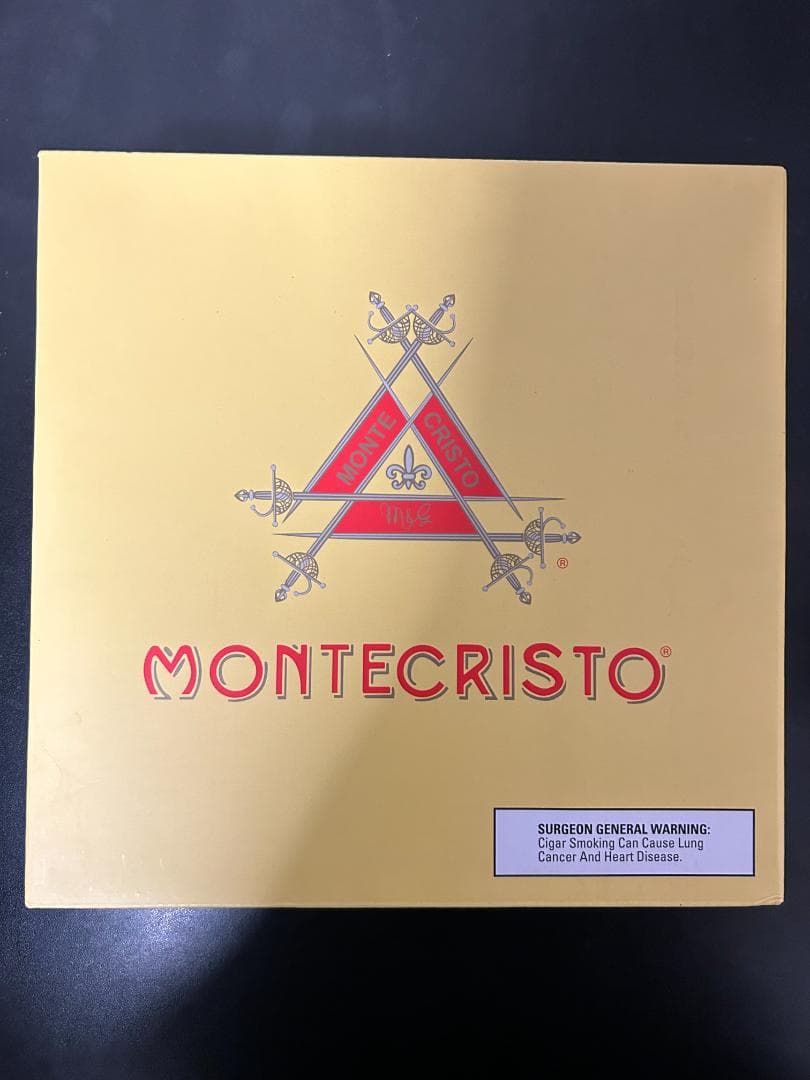 MONTE
CRISTO
M&G
®
MONTECRISTO®
SURGEON GENERAL WARNING:
Cigar Smoking Can Cause Lung
Cancer And Heart Disease.